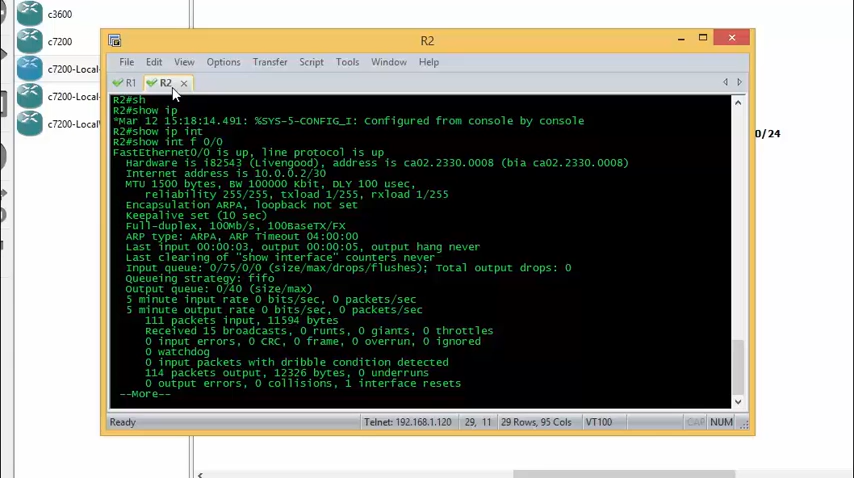 c3600
c7200
c7200-Local-
c7200-Local-
c7200-Local
R2
File Edit View Options Transfer Script Tools Window Help
R1 R2
R2#sh
R2#show ip
*Mar 12 15:18:14.491: %SYS-5-CONFIG_I: Configured from console by console
R2#show ip int
R2#show int f 0/0
FastEthernet0/0 is up, line protocol is up
Hardware is i82543 (Livengood), address is ca02.2330.0008 (bia ca02.2330.0008)
Internet address is 10.0.0.2/30
MTU 1500 bytes, BW 100000 Kbit, DLY 100 usec,
reliability 255/255, txload 1/255, rxload 1/255
Encapsulation ARPA, loopback not set
Keepalive set (10 sec)
Full-duplex, 100Mb/s, 100BaseTX/FX
ARP type: ARPA, ARP Timeout 04:00:00
Last input 00:00:03, output 00:00:05, output hang never
Last clearing of "show interface" counters never
Input queue: 0/75/0/0 (size/max/drops/flushes); Total output drops: 0
Queueing strategy: fifo
Output queue: 0/40 (size/max)
5 minute input rate 0 bits/sec, 0 packets/sec
5 minute output rate 0 bits/sec, 0 packets/sec
111 packets input, 11594 bytes
Received 15 broadcasts, 0 runts, 0 giants, 0 throttles
0 input errors, 0 CRC, 0 frame, 0 overrun, 0 ignored
0 watchdog
0 input packets with dribble condition detected
114 packets output, 12326 bytes, 0 underruns
0 output errors, 0 collisions, 1 interface resets
--More--
Ready Telnet: 192.168.1.120 29, 11 29 Rows, 95 Cols VT100 CAP NUM
0/24